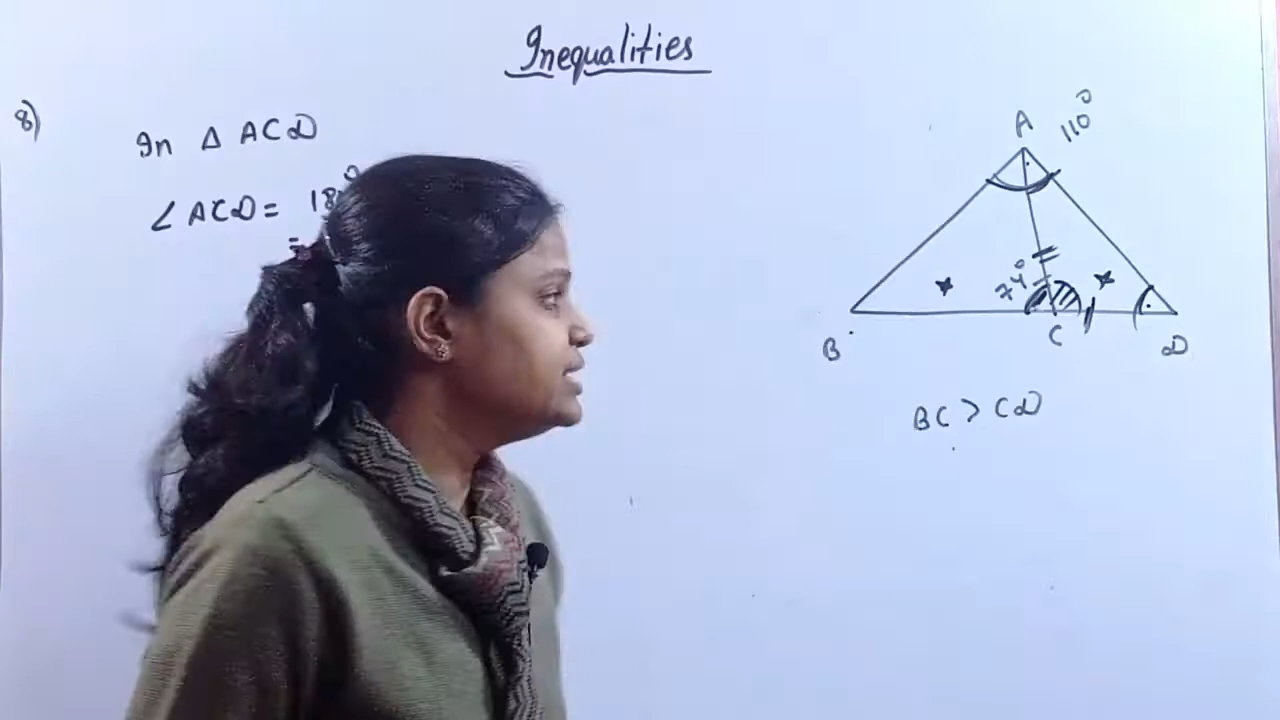 Inequalities
8)
In Δ ACD
∠ACD = 18
=
A
110°
74°
B
C
D
BC > CD